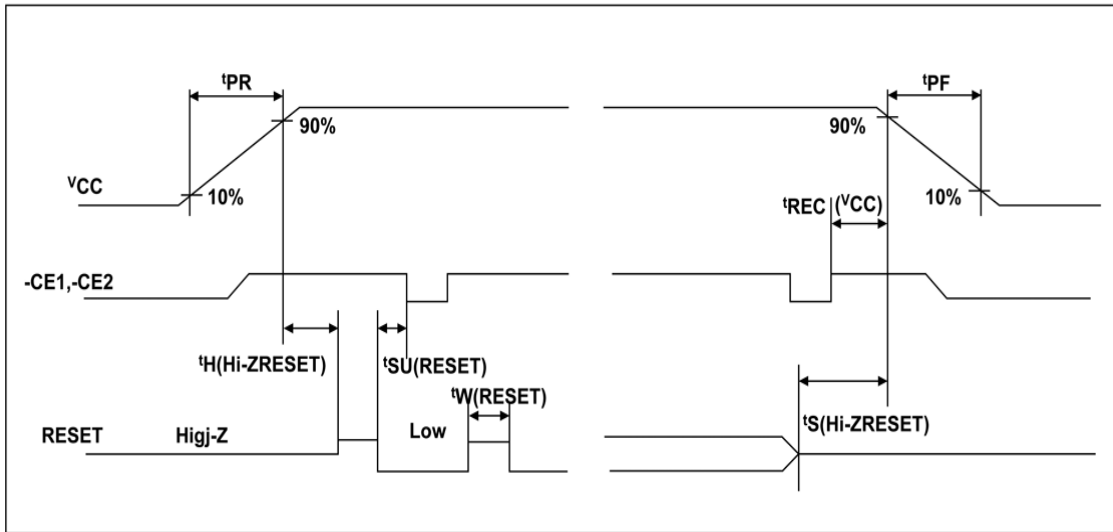 tPR
tPF
90%
90%
VCC
10%
10%
tREC (VCC)
-CE1,-CE2
tH(Hi-ZRESET)
tSU(RESET)
tW(RESET)
tS(Hi-ZRESET)
RESET
Higj-Z
Low